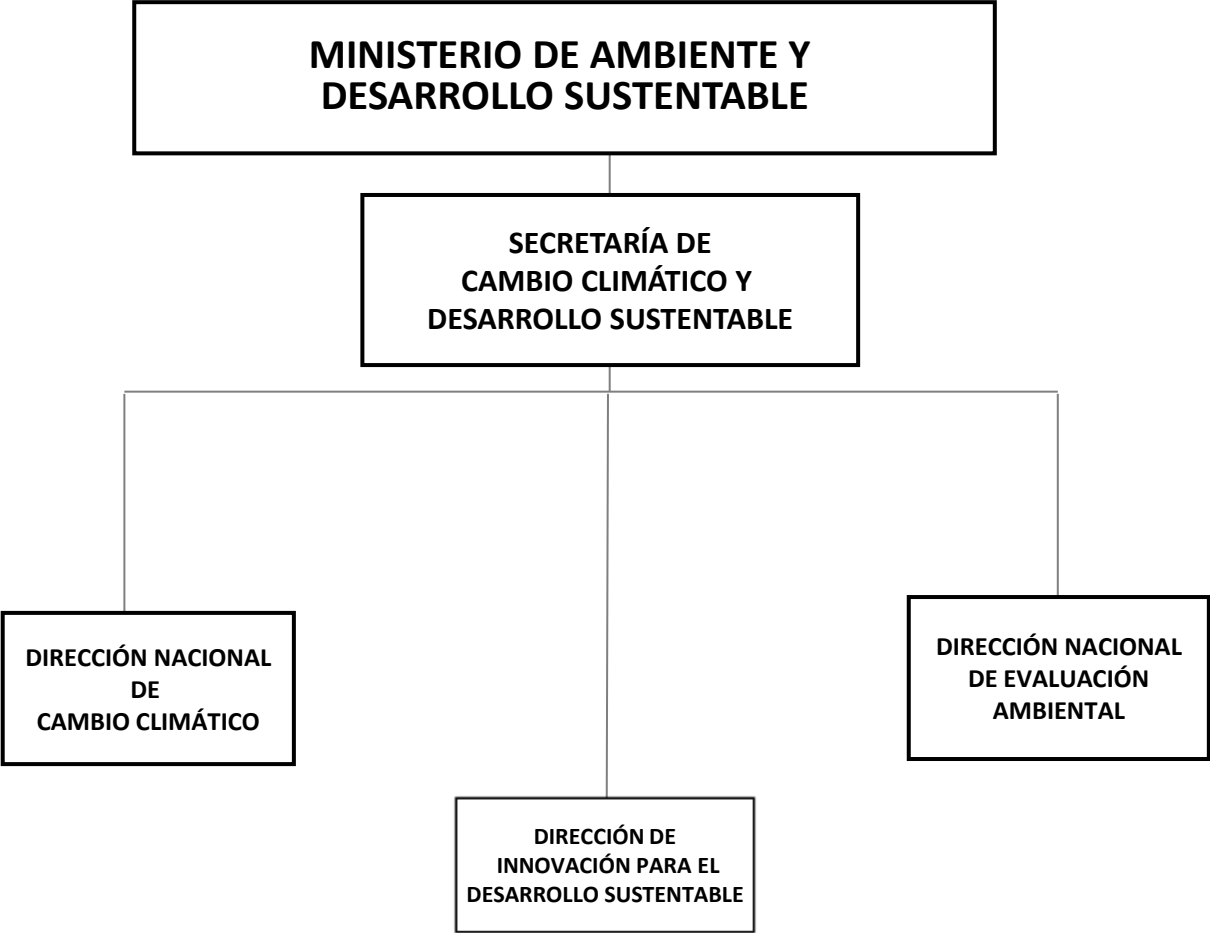 MINISTERIO DE AMBIENTE Y
DESARROLLO SUSTENTABLE
SECRETARÍA DE
CAMBIO CLIMÁTICO Y
DESARROLLO SUSTENTABLE
DIRECCIÓN NACIONAL
DE
CAMBIO CLIMÁTICO
DIRECCIÓN NACIONAL
DE EVALUACIÓN
AMBIENTAL
DIRECCIÓN DE
INNOVACIÓN PARA EL
DESARROLLO SUSTENTABLE